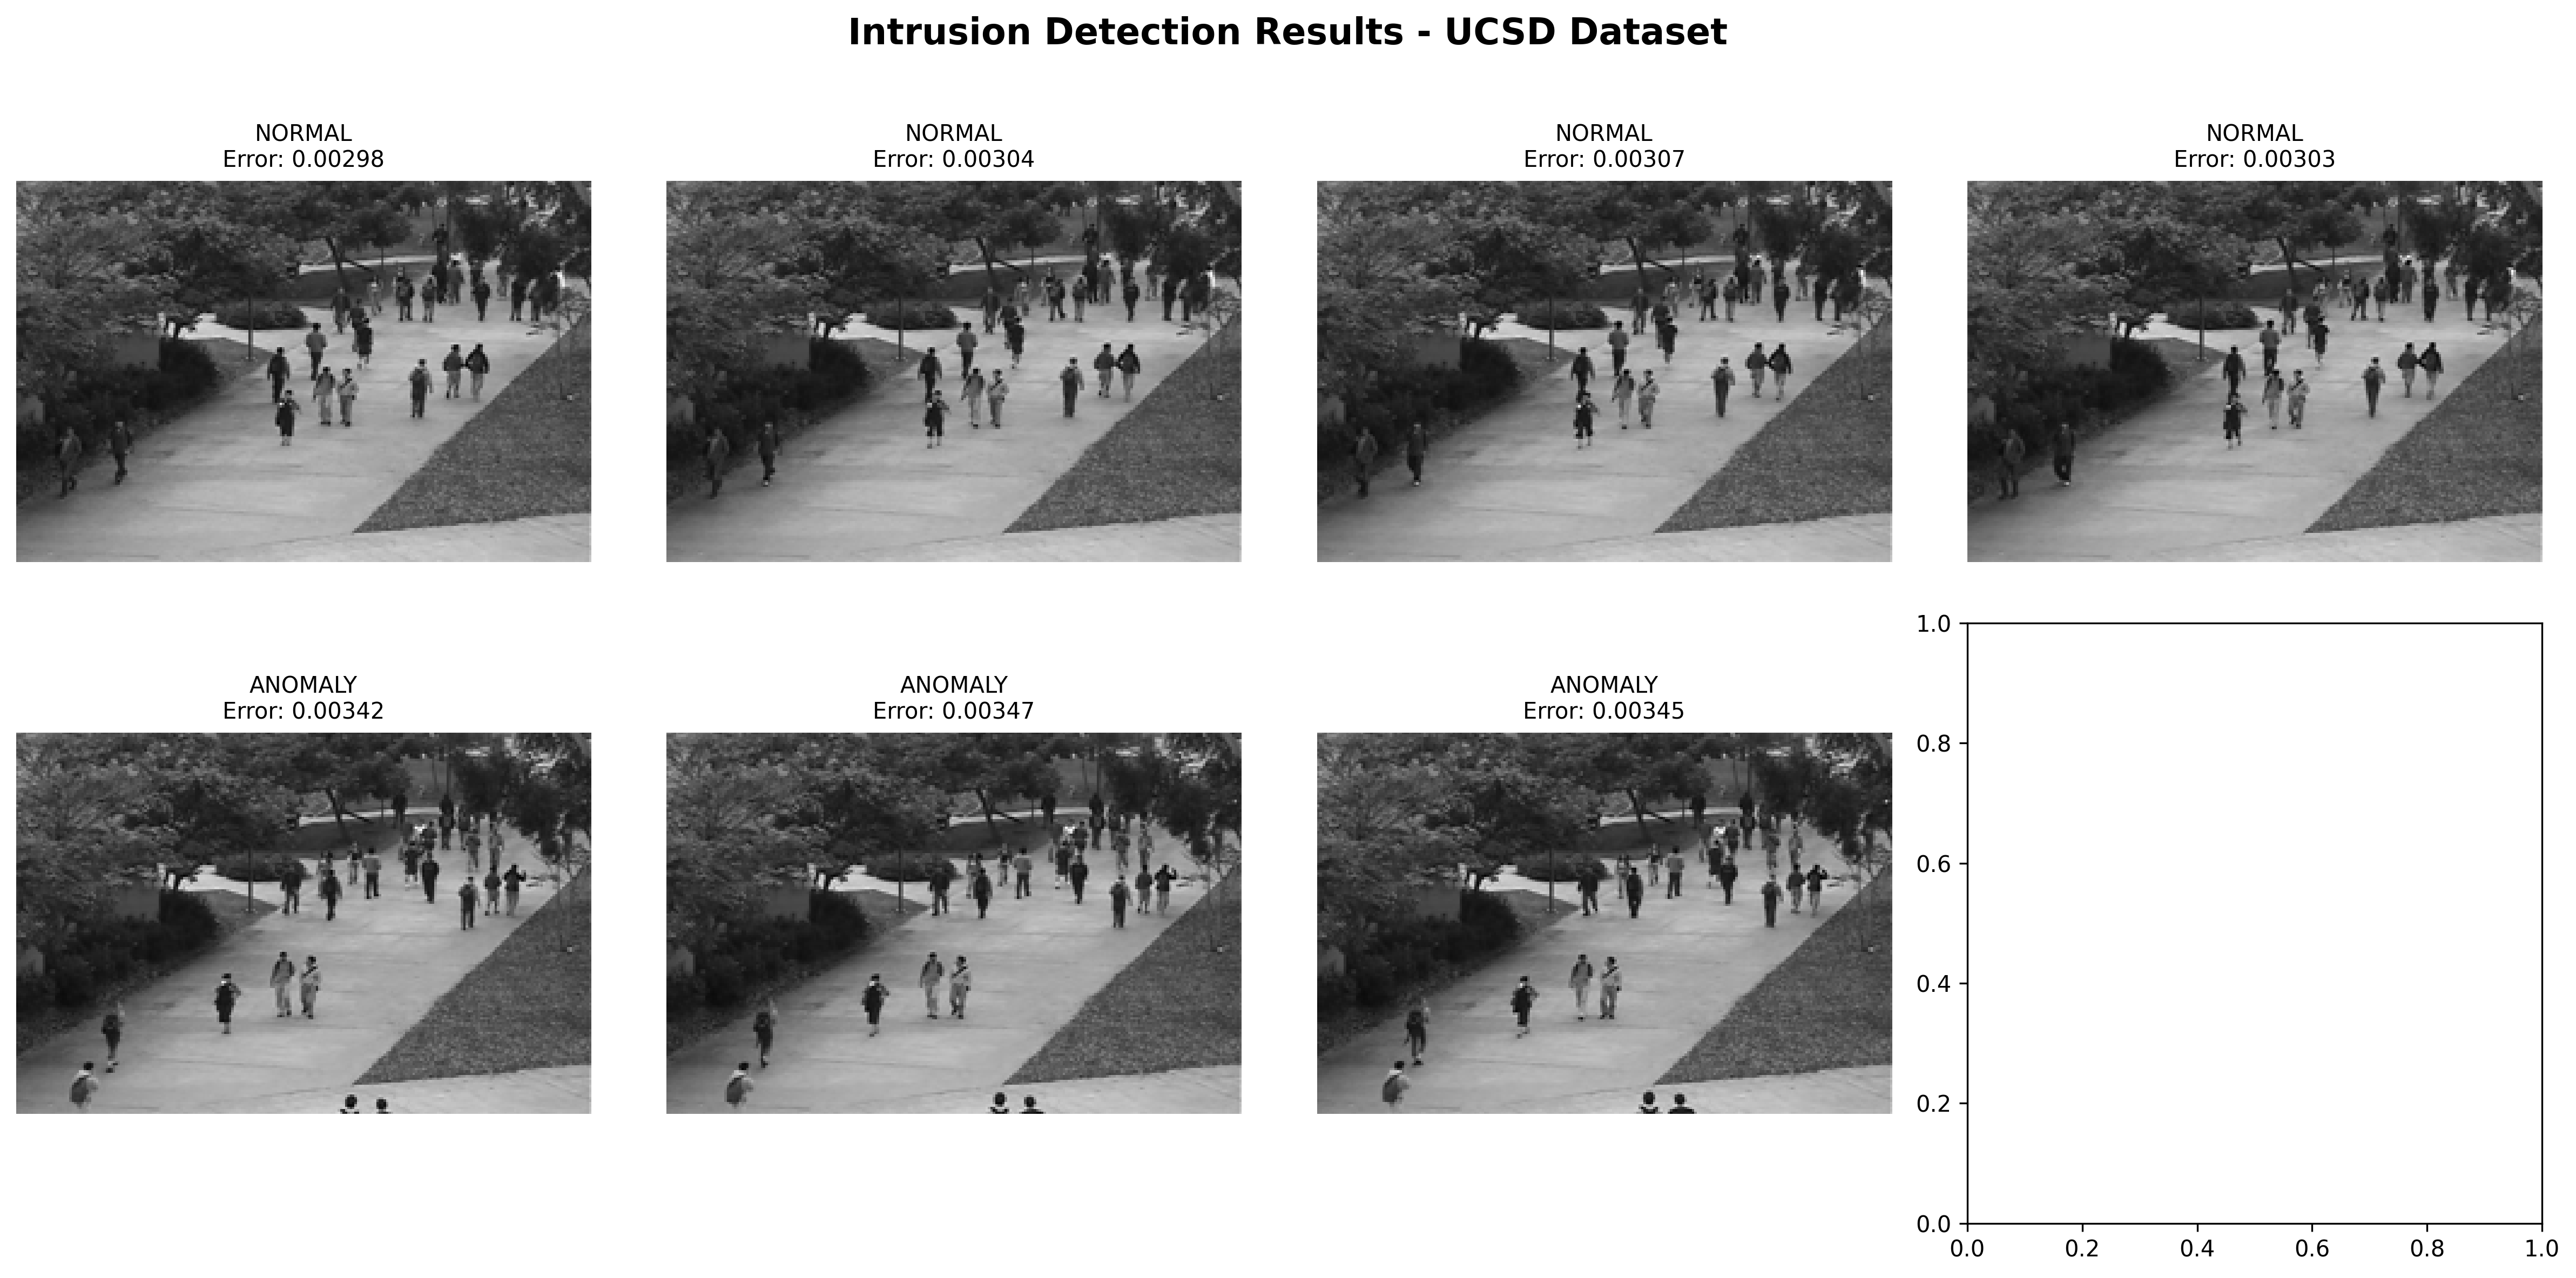 Intrusion Detection Results - UCSD Dataset
NORMAL
Error: 0.00298
NORMAL
Error: 0.00304
NORMAL
Error: 0.00307
NORMAL
Error: 0.00303
ANOMALY
Error: 0.00342
ANOMALY
Error: 0.00347
ANOMALY
Error: 0.00345
1.0
0.8
0.6
0.4
0.2
0.0
0.0 0.2 0.4 0.6 0.8 1.0